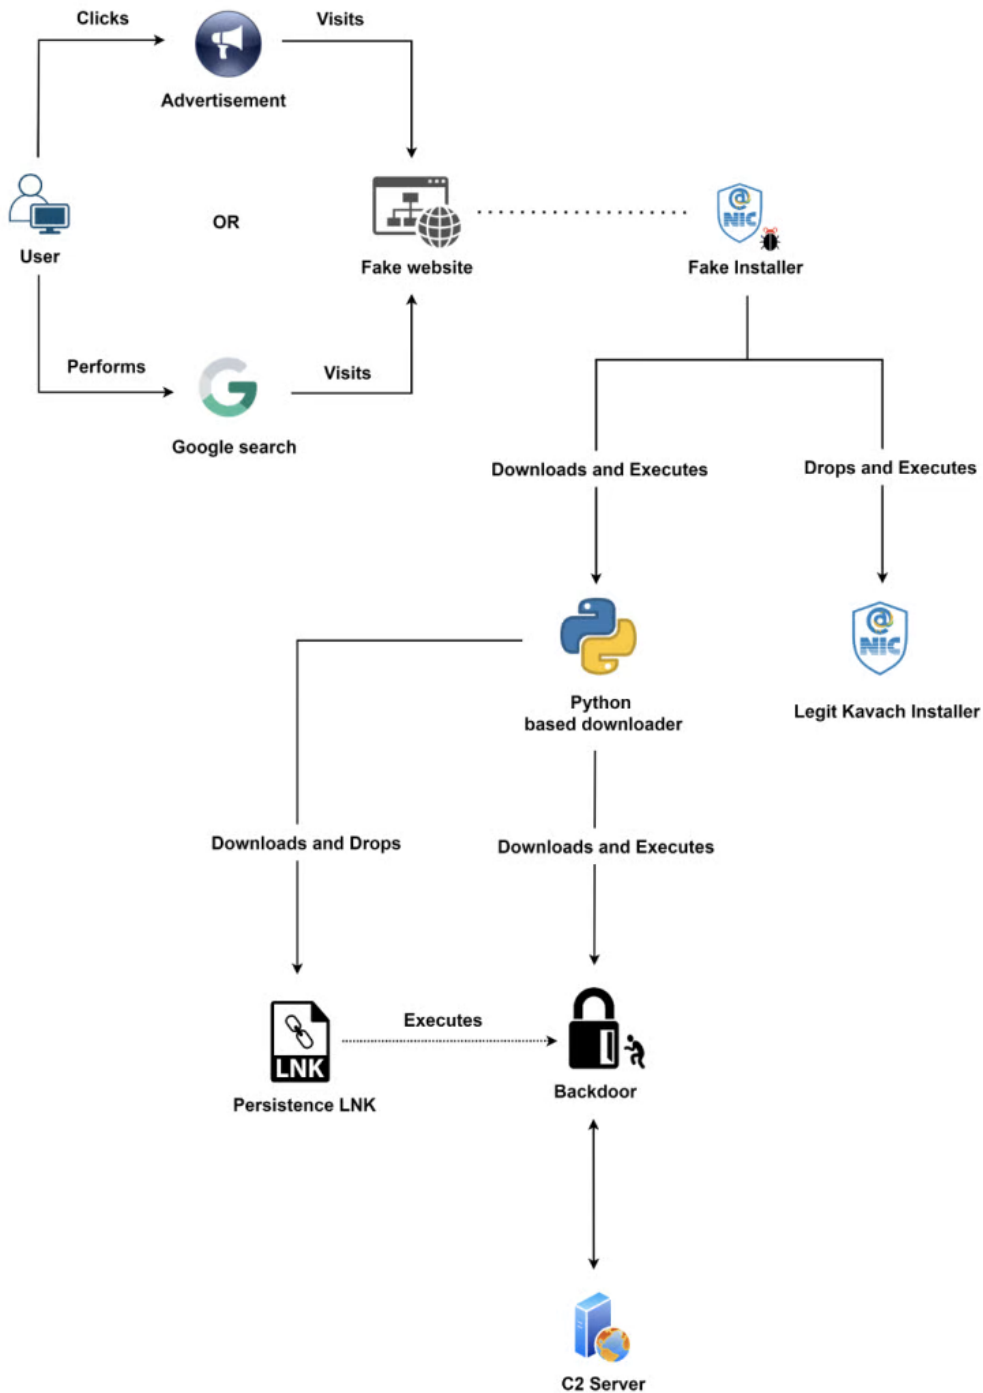 Clicks
Visits
Advertisement
User
OR
Fake website
@
NIC
Fake Installer
Performs
Visits
Google search
Downloads and Executes
Drops and Executes
@
NIC
Python
based downloader
Legit Kavach Installer
Downloads and Drops
Downloads and Executes
LNK
Executes
Persistence LNK
Backdoor
C2 Server